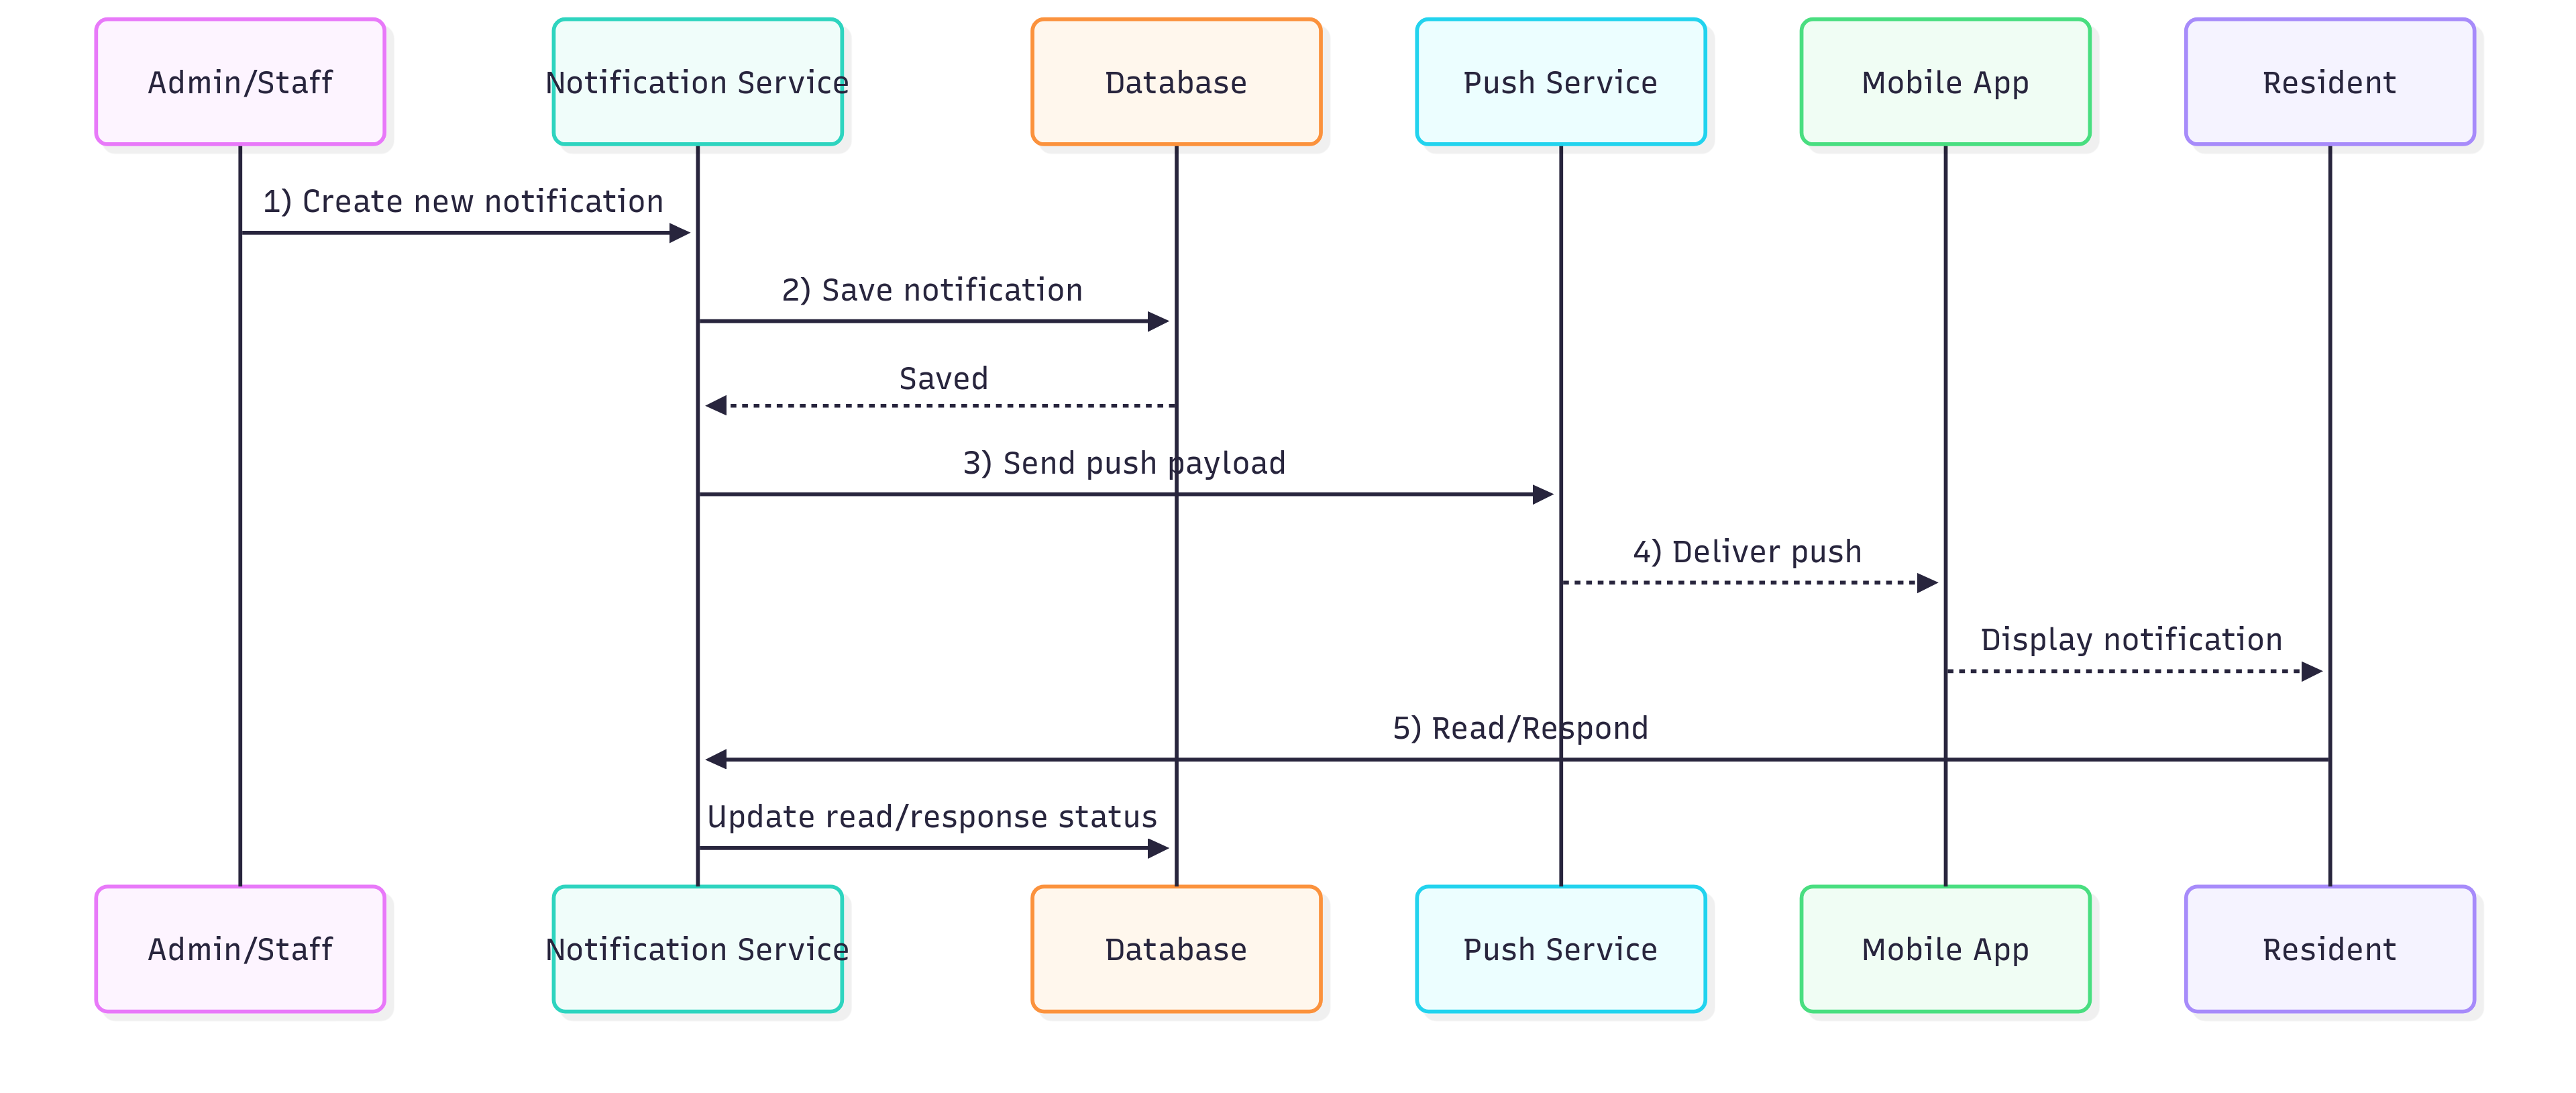 Admin/Staff
Notification Service
Database
Push Service
Mobile App
Resident
1) Create new notification
2) Save notification
Saved
3) Send push payload
4) Deliver push
Display notification
5) Read/Respond
Update read/response status
Admin/Staff
Notification Service
Database
Push Service
Mobile App
Resident